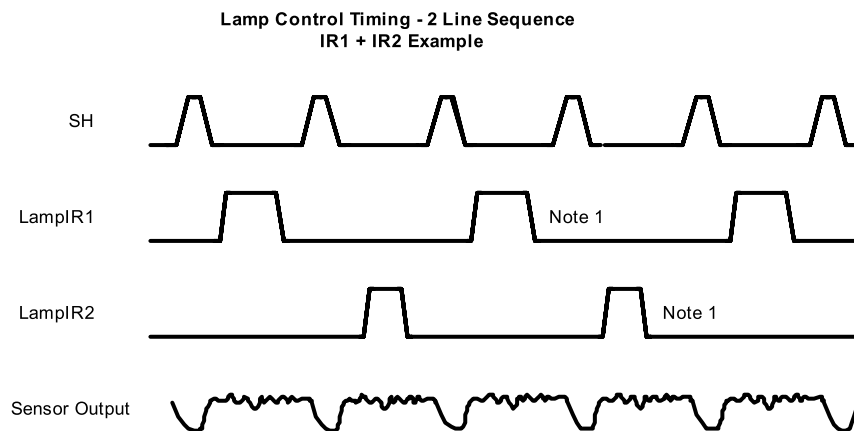 Lamp Control Timing - 2 Line Sequence
IR1 + IR2 Example
SH
LampIR1
Note 1
LampIR2
Note 1
Sensor Output